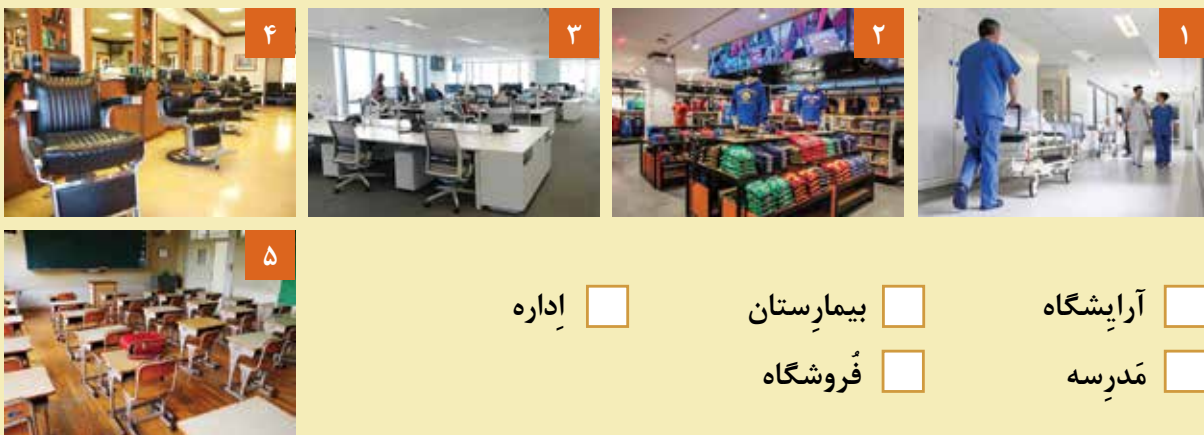 ۱
۲
۳
۴
۵
آرایِشگاه
بیمارِستان
اِداره
مَدرِسه
فُروشگاه